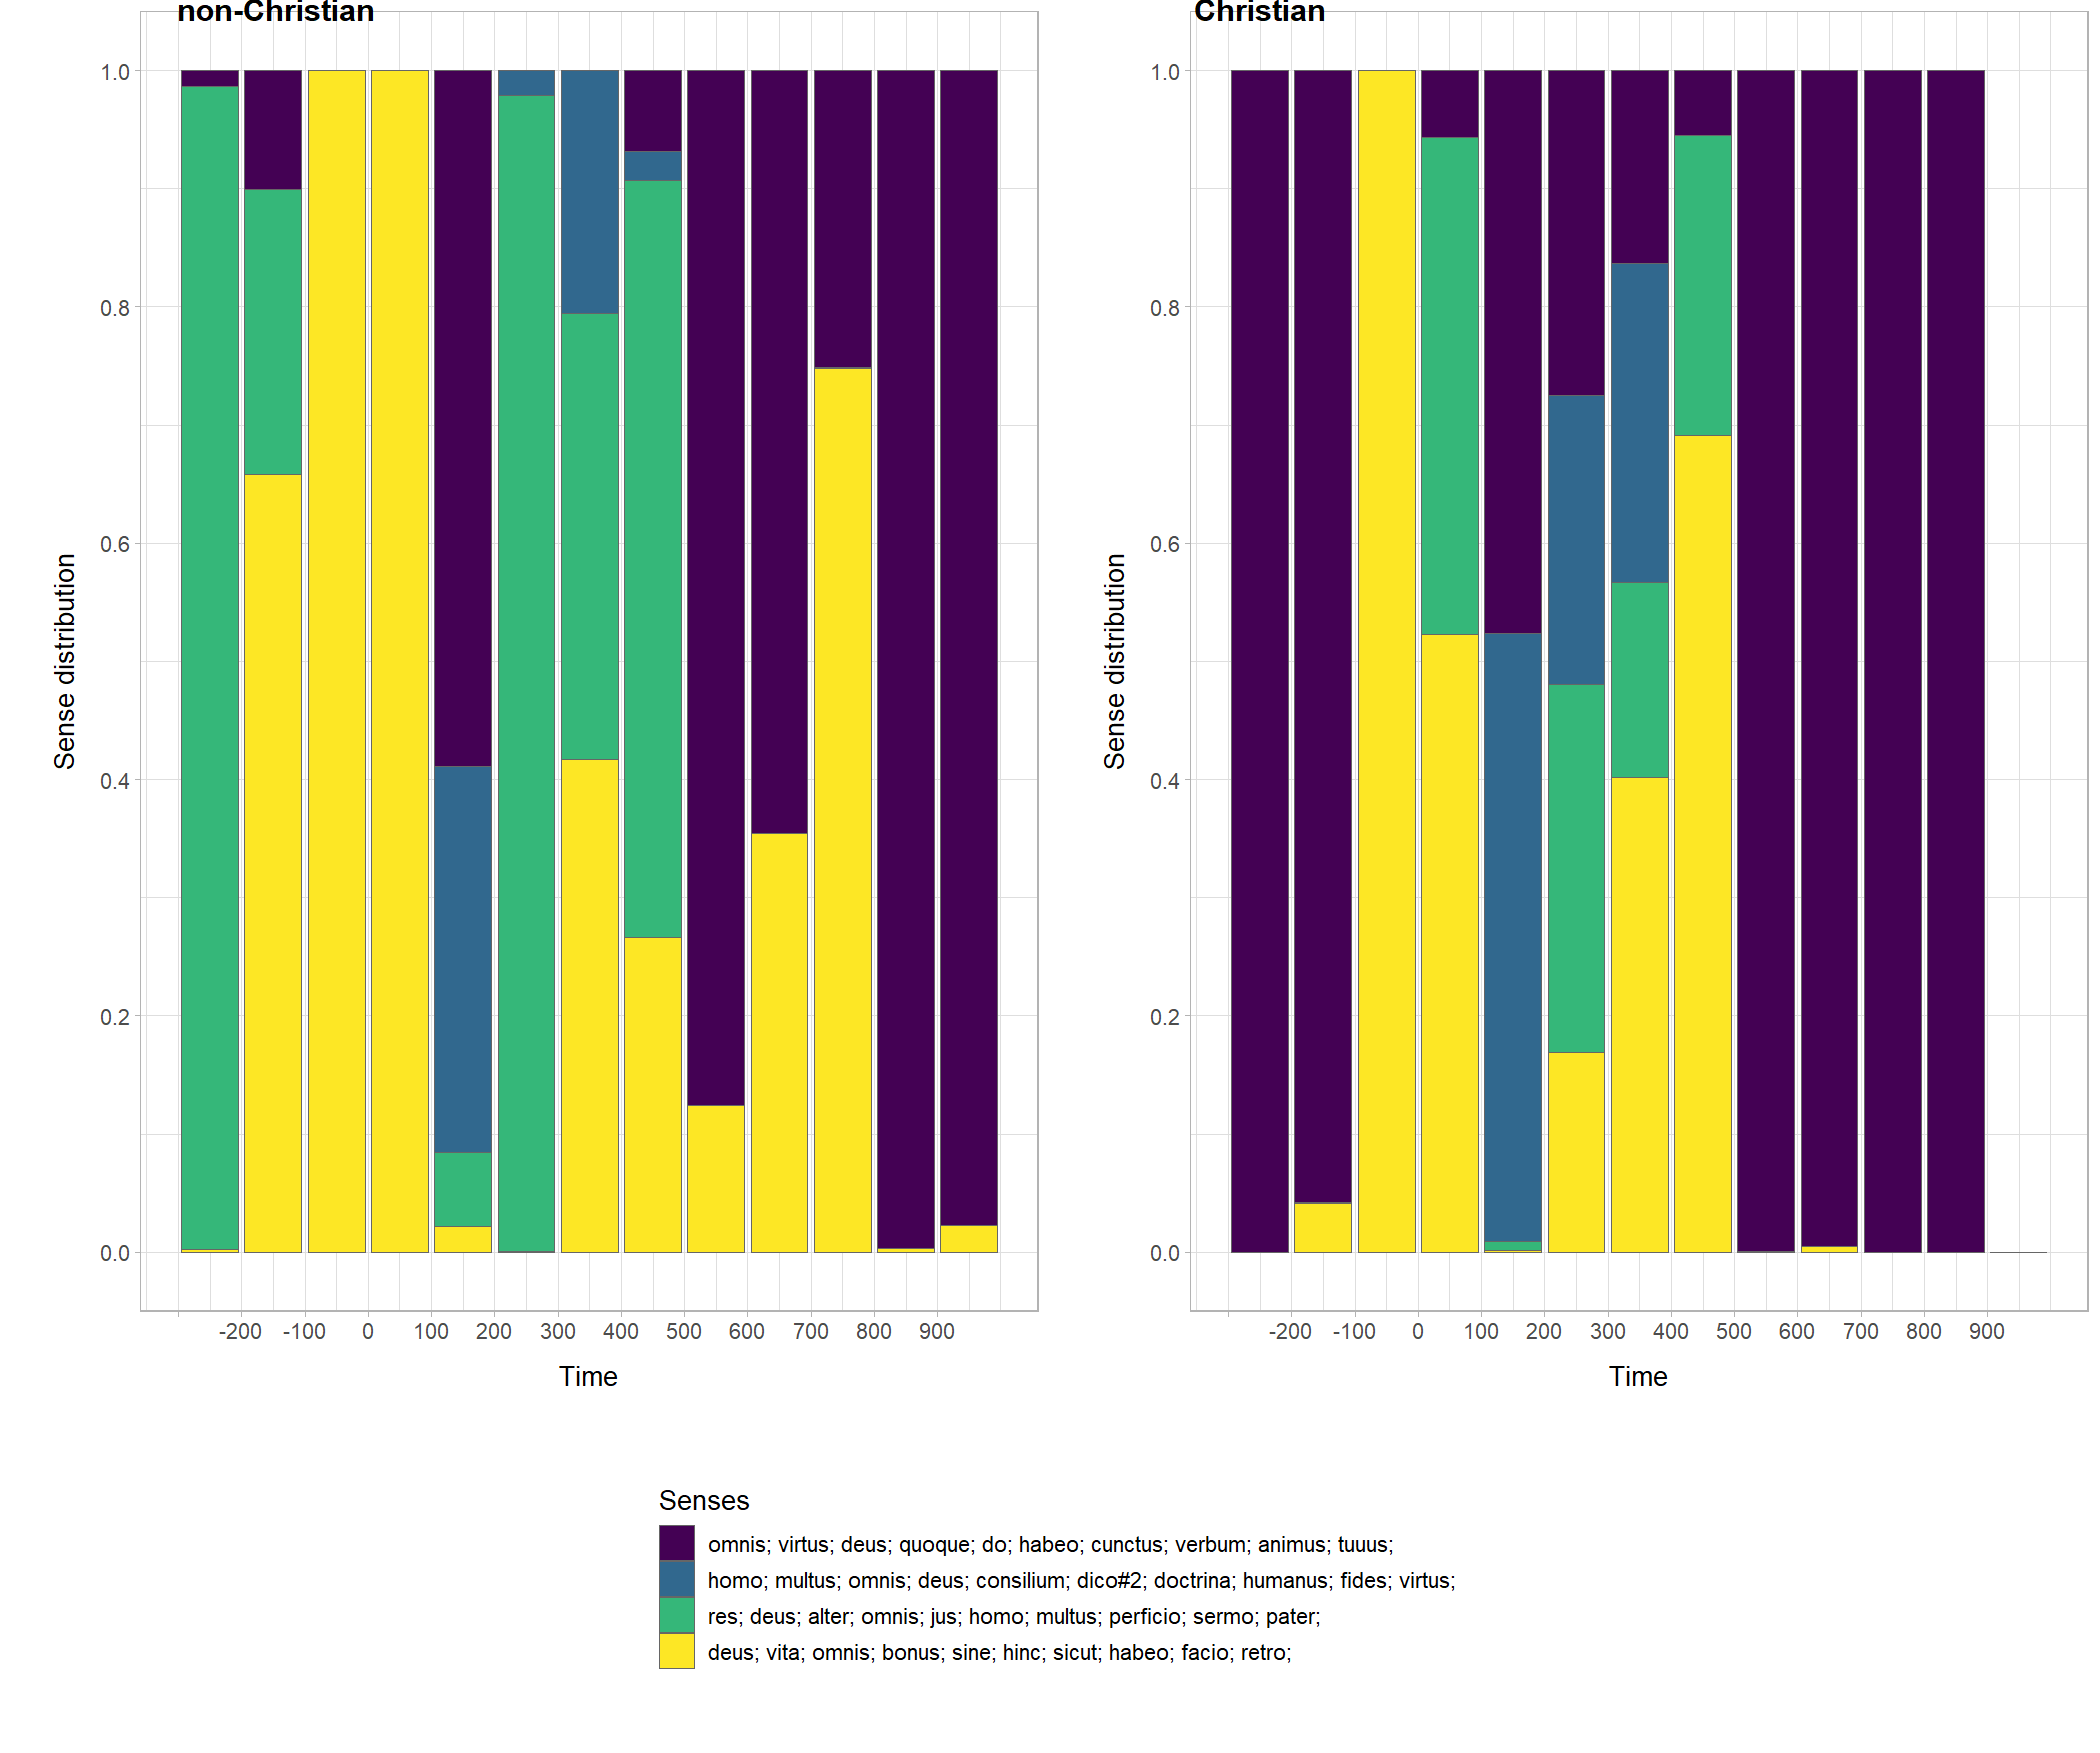 non-Christian
Christian
1.0
0.8
0.6
0.4
0.2
0.0
Sense distribution
-200 -100 0 100 200 300 400 500 600 700 800 900
Time
1.0
0.8
0.6
0.4
0.2
0.0
Sense distribution
-200 -100 0 100 200 300 400 500 600 700 800 900
Time
Senses
omnis; virtus; deus; quoque; do; habeo; cunctus; verbum; animus; tuuus;
homo; multus; omnis; deus; consilium; dico#2; doctrina; humanus; fides; virtus;
res; deus; alter; omnis; jus; homo; multus; perficio; sermo; pater;
deus; vita; omnis; bonus; sine; hinc; sicut; habeo; facio; retro;